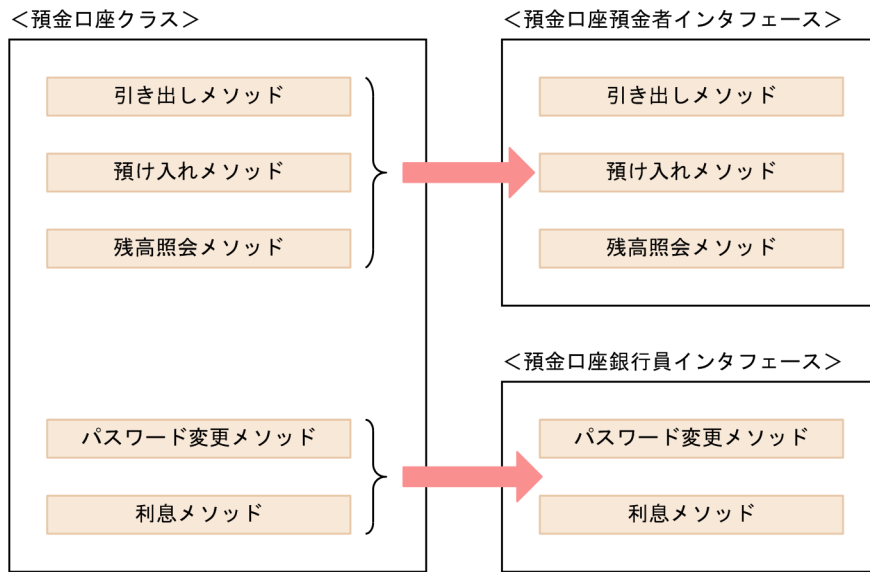 ＜預金口座クラス＞
引き出しメソッド
預け入れメソッド
残高照会メソッド
パスワード変更メソッド
利息メソッド
＜預金口座預金者インタフェース＞
引き出しメソッド
預け入れメソッド
残高照会メソッド
＜預金口座銀行員インタフェース＞
パスワード変更メソッド
利息メソッド